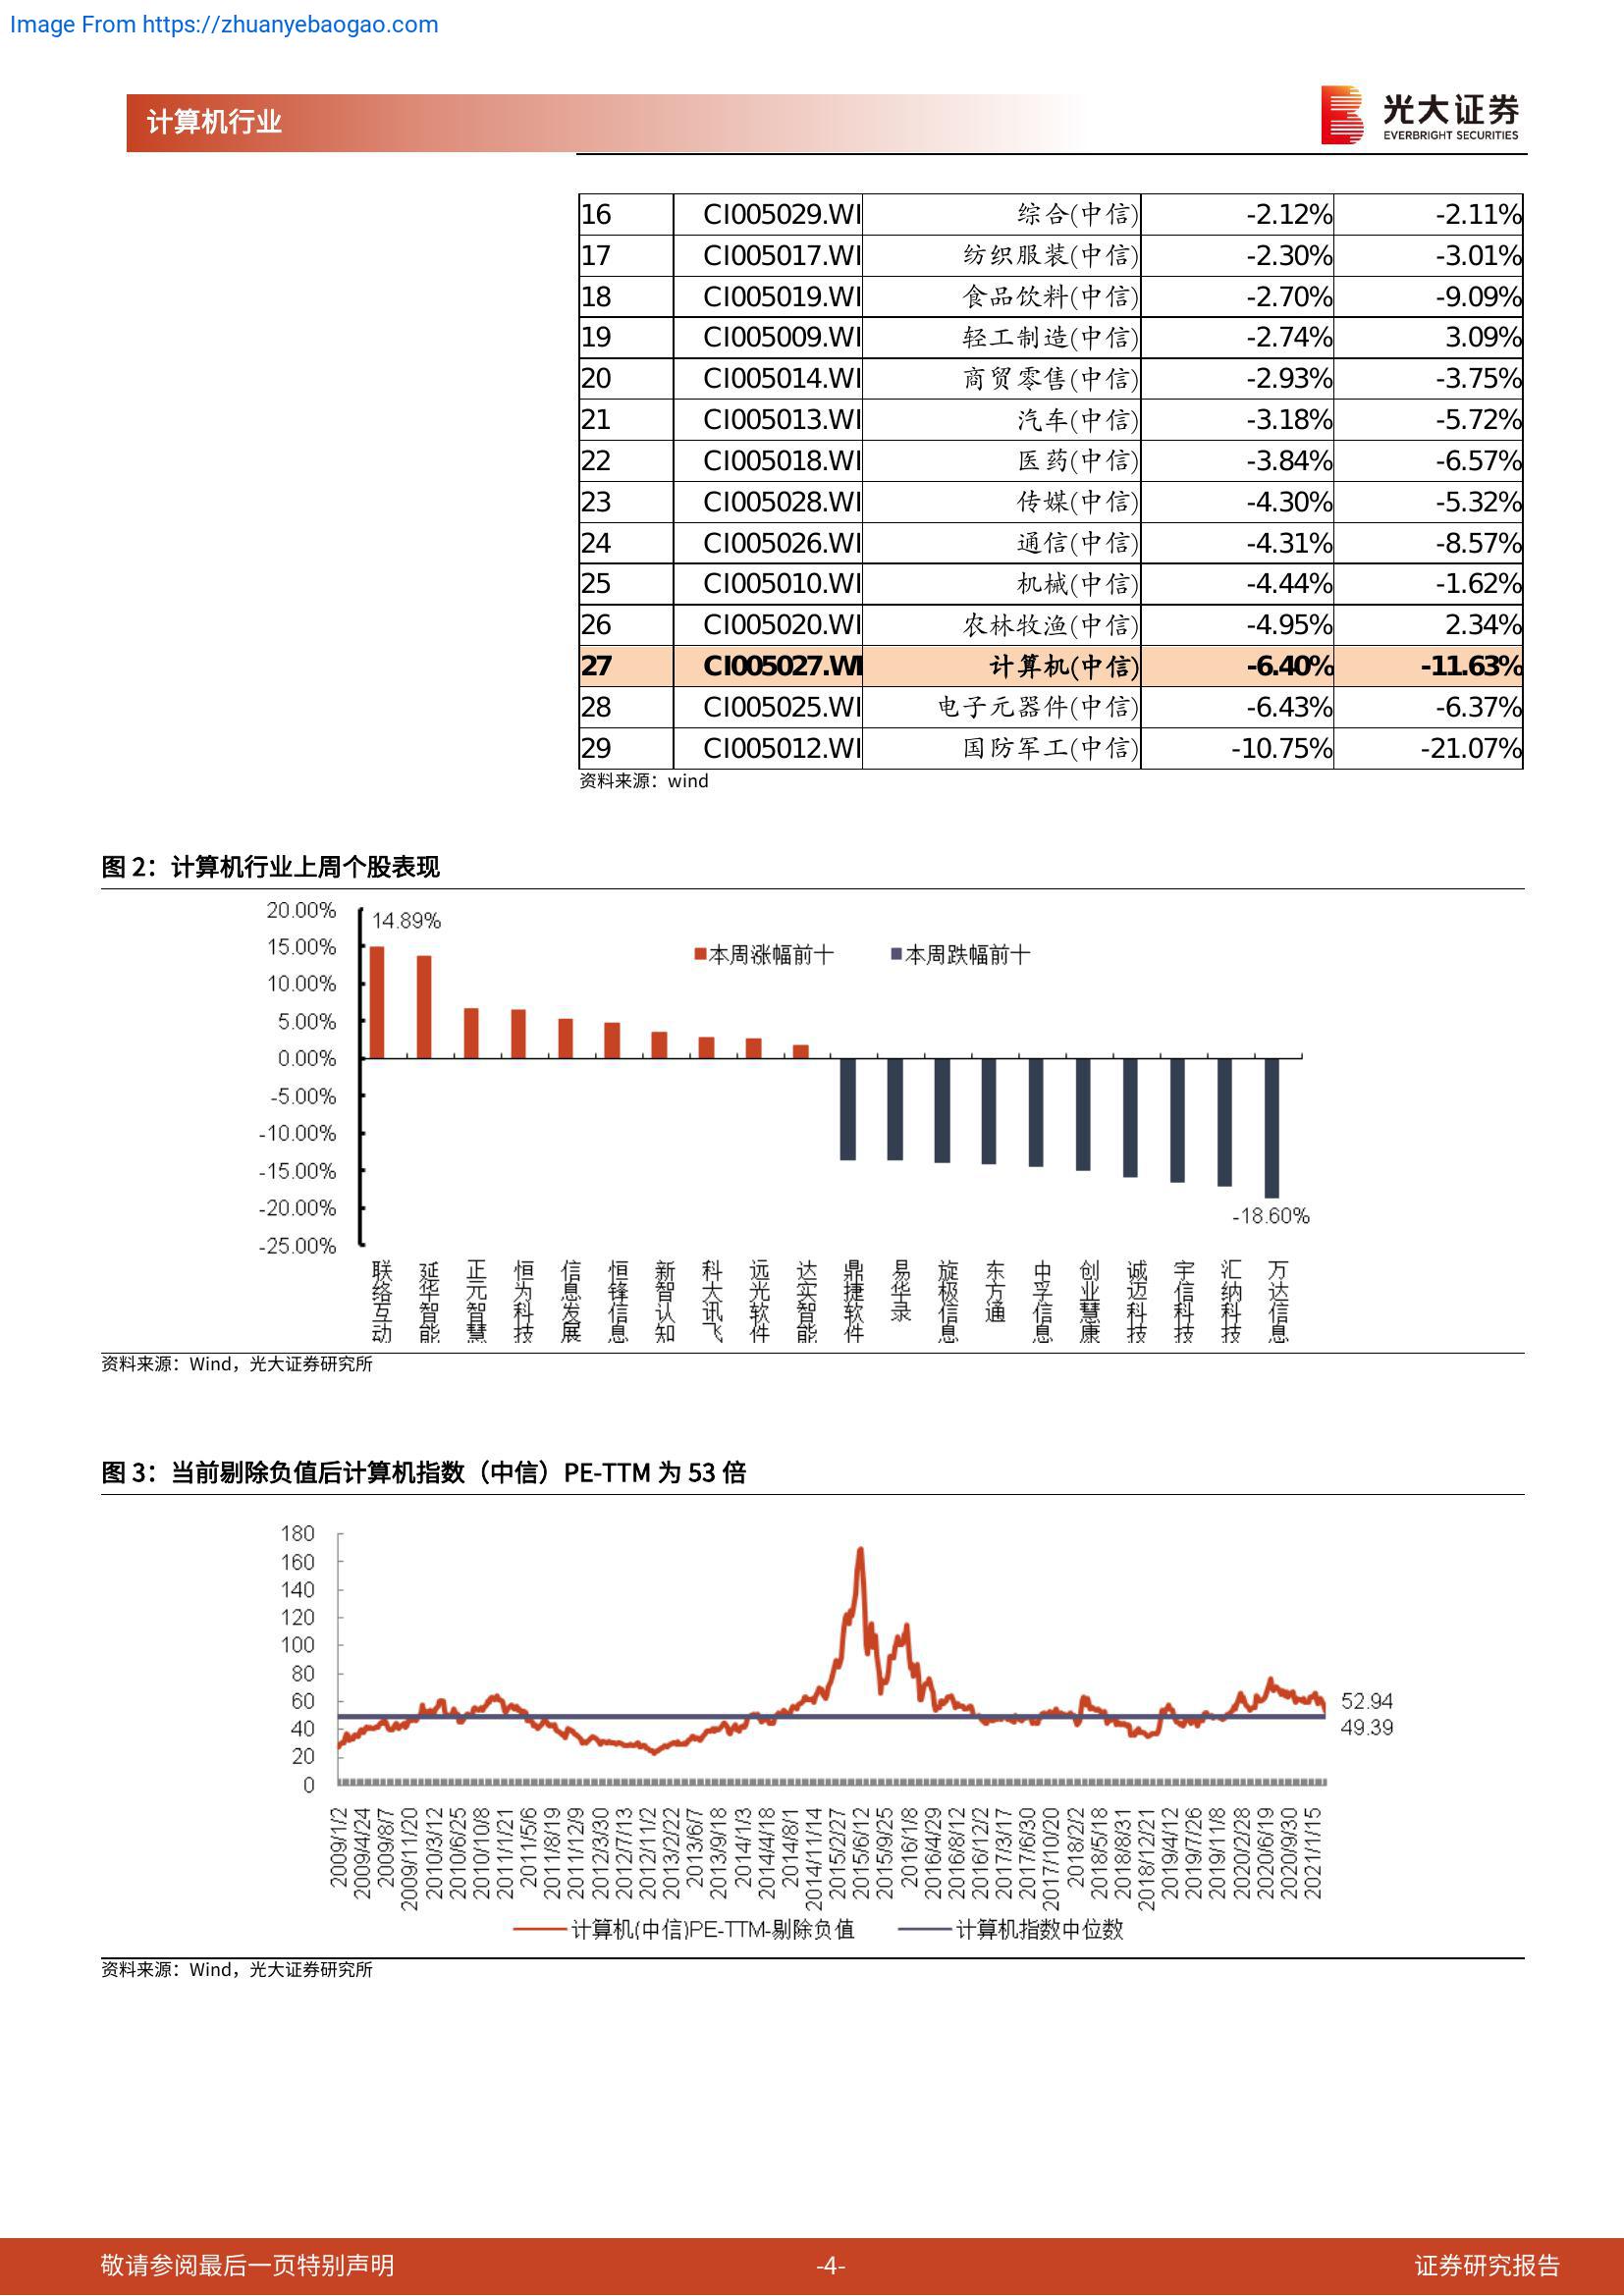 Image From https://zhuanyebaogao.com
计算机行业
光大证券
EVERBRIGHT SECURITIES
16 CI005029.WI 综合(中信) -2.12% -2.11%
17 CI005017.WI 纺织服装(中信) -2.30% -3.01%
18 CI005019.WI 食品饮料(中信) -2.70% -9.09%
19 CI005009.WI 轻工制造(中信) -2.74% 3.09%
20 CI005014.WI 商贸零售(中信) -2.93% -3.75%
21 CI005013.WI 汽车(中信) -3.18% -5.72%
22 CI005018.WI 医药(中信) -3.84% -6.57%
23 CI005028.WI 传媒(中信) -4.30% -5.32%
24 CI005026.WI 通信(中信) -4.31% -8.57%
25 CI005010.WI 机械(中信) -4.44% -1.62%
26 CI005020.WI 农林牧渔(中信) -4.95% 2.34%
27 CI005027.WI 计算机(中信) -6.40% -11.63%
28 CI005025.WI 电子元器件(中信) -6.43% -6.37%
29 CI005012.WI 国防军工(中信) -10.75% -21.07%
资料来源：wind
图 2：计算机行业上周个股表现
20.00%
15.00%
10.00%
5.00%
0.00%
-5.00%
-10.00%
-15.00%
-20.00%
-25.00%
14.89%
本周涨幅前十 本周跌幅前十
-18.60%
联络互动
延华智能
正元智慧
恒为科技
信息发展
恒锋信息
新智认知
科大讯飞
远光软件
达实智能
鼎捷软件
易华录
旋极信息
东方通
中孚信息
创业慧康
诚迈科技
宇信科技
汇纳科技
万达信息
资料来源：Wind，光大证券研究所
图 3：当前剔除负值后计算机指数（中信）PE-TTM 为 53 倍
180
160
140
120
100
80
60
40
20
0
52.94
49.39
2009/1/2
2009/4/24
2009/8/7
2009/11/20
2010/3/12
2010/6/25
2010/10/8
2011/1/21
2011/5/6
2011/8/19
2011/12/9
2012/3/30
2012/7/13
2012/11/2
2013/2/22
2013/6/7
2013/9/18
2014/1/3
2014/4/18
2014/8/1
2014/11/14
2015/2/27
2015/6/12
2015/9/25
2016/1/8
2016/4/29
2016/8/12
2016/12/2
2017/3/17
2017/6/30
2017/10/20
2018/2/2
2018/5/18
2018/8/31
2018/12/21
2019/4/12
2019/7/26
2019/11/8
2020/2/28
2020/6/19
2020/9/30
2021/1/15
计算机(中信)PE-TTM-剔除负值 计算机指数中位数
资料来源：Wind，光大证券研究所
敬请参阅最后一页特别声明 -4- 证券研究报告